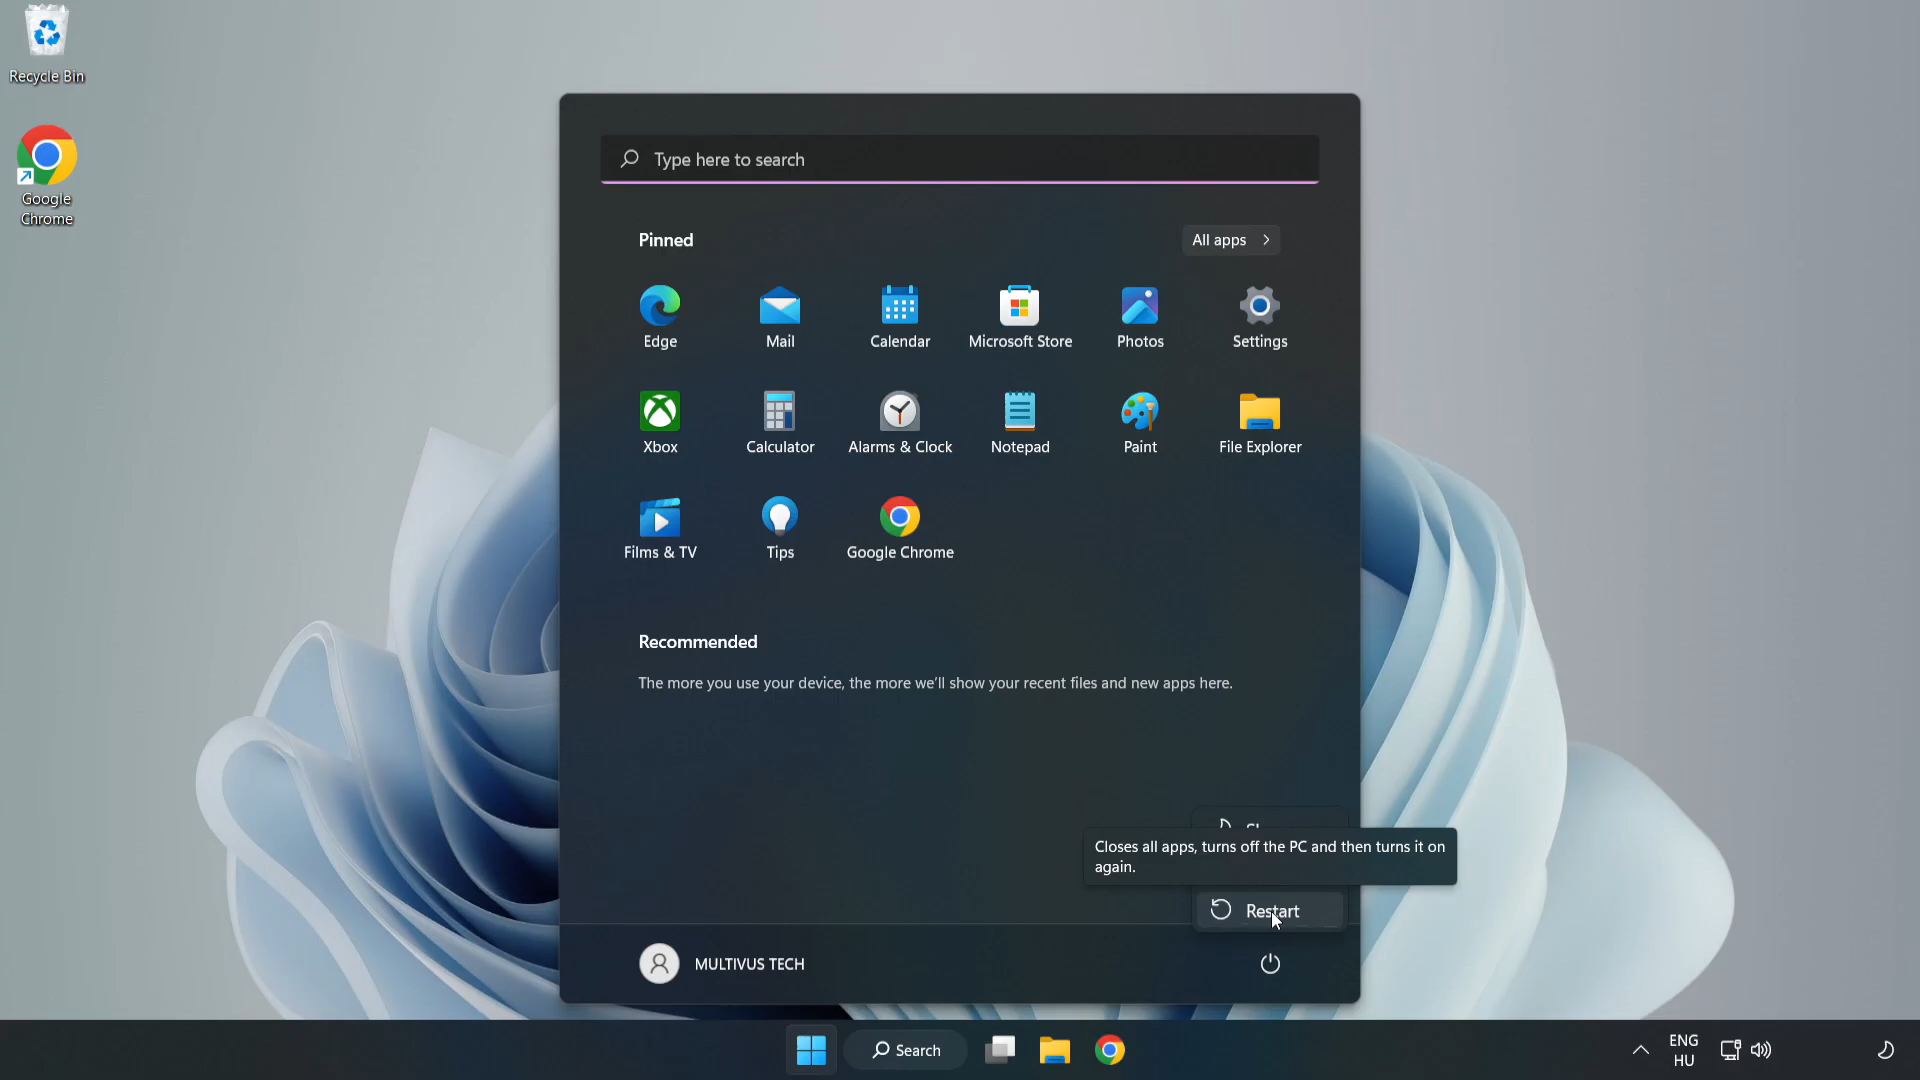 Recycle Bin
Google
Chrome
Type here to search
Pinned
All apps
Edge
Mail
Calendar
Microsoft Store
Photos
Settings
Xbox
Calculator
Alarms & Clock
Notepad
Paint
File Explorer
Films & TV
Tips
Google Chrome
Recommended
The more you use your device, the more we'll show your recent files and new apps here.
Closes all apps, turns off the PC and then turns it on
again.
Restart
MULTIVUS TECH
Search
ENG
HU